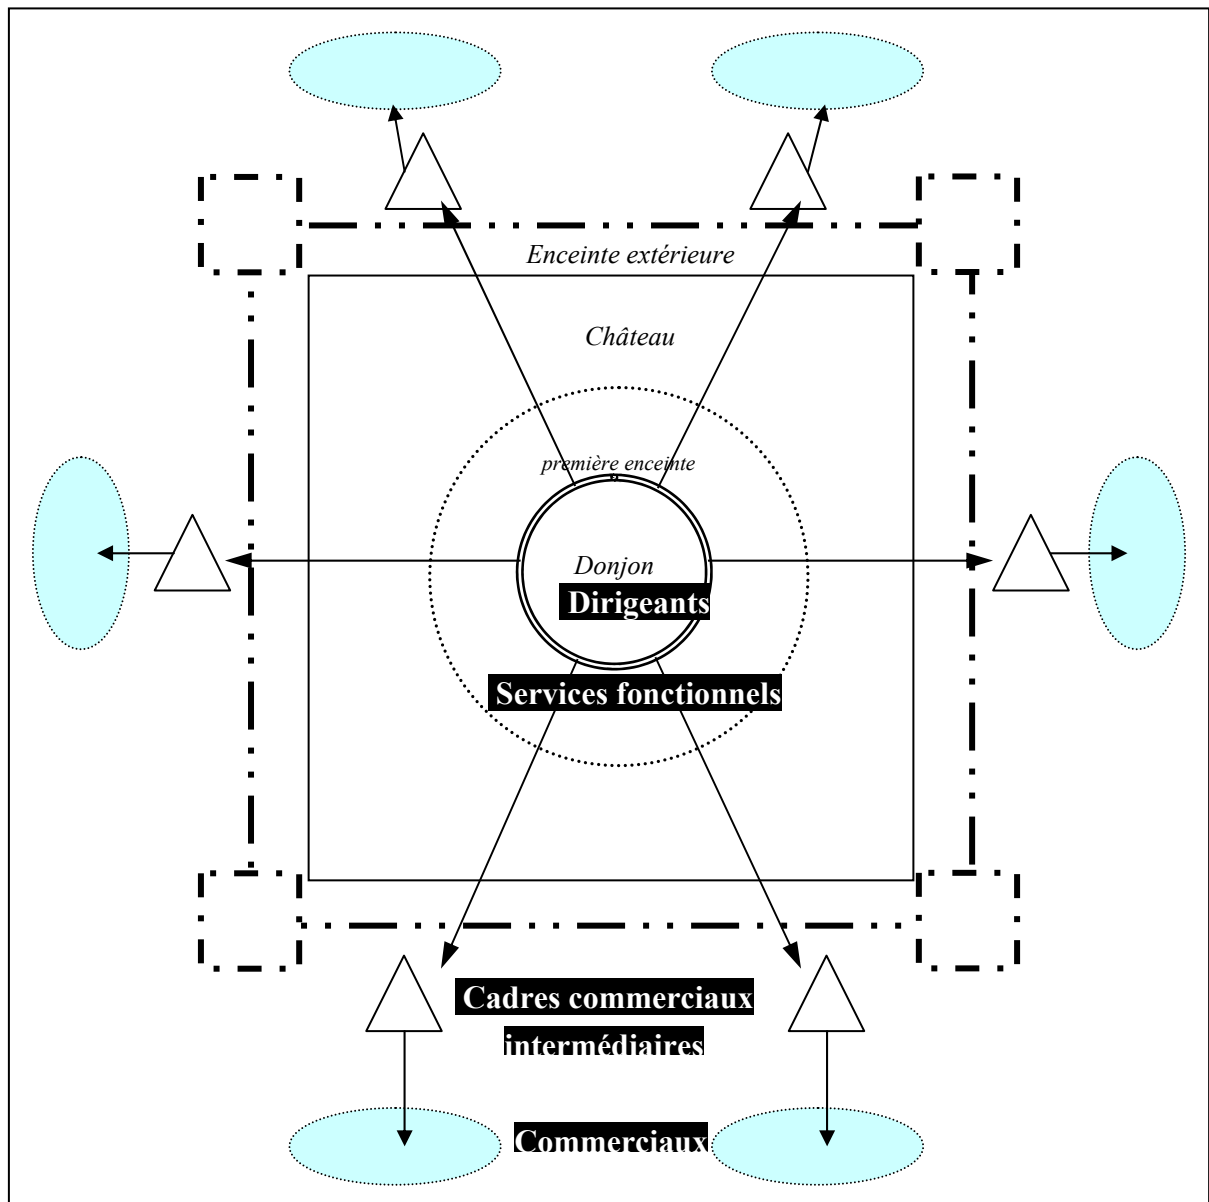 Enceinte extérieure
Château
première enceinte
Donjon
Dirigeants
Services fonctionnels
Cadres commerciaux
intermédiaires
Commerciaux